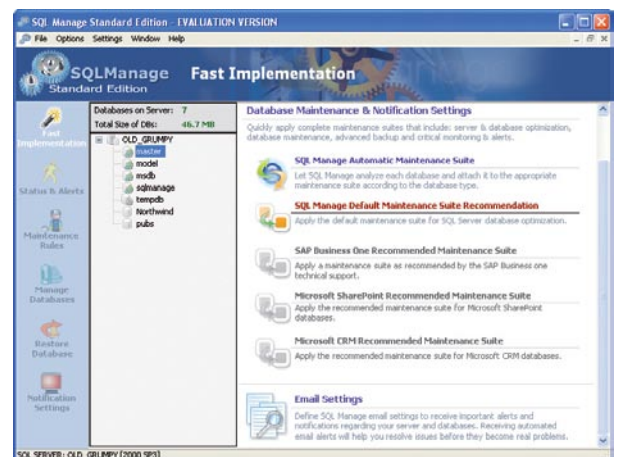 SQL Manage Standard Edition - EVALUATION VERSION
File Options Settings Window Help
SQLManage Fast Implementation
Standard Edition
Databases on Server: 7
Total Size of DBs: 46.7 MB
OLD_GRUMPY
master
model
msdb
sqlmanage
tempdb
Northwind
pubs
Fast
Implementation
Status & Alerts
Maintenance
Rules
Manage
Databases
Restore
Database
Notification
Settings
Database Maintenance & Notification Settings
Quickly apply complete maintenance suites that include: server & database optimization,
database maintenance, advanced backup and critical monitoring & alerts.
SQL Manage Automatic Maintenance Suite
Let SQL Manage analyze each database and attach it to the appropriate
maintenance suite according to the database type.
SQL Manage Default Maintenance Suite Recommendation
Apply the default maintenance suite for SQL Server database optimization.
SAP Business One Recommended Maintenance Suite
Apply a maintenance suite as recommended by the SAP Business one
technical support.
Microsoft SharePoint Recommended Maintenance Suite
Apply the recommended maintenance suite for Microsoft SharePoint
databases.
Microsoft CRM Recommended Maintenance Suite
Apply the recommended maintenance suite for Microsoft CRM databases.
Email Settings
Define SQL Manage email settings to receive important alerts and
notifications regarding your server and databases. Receiving automated
email alerts will help you resolve issues before they become real problems.
SQL SERVER: OLD_GRUMPY [2000 SP3]